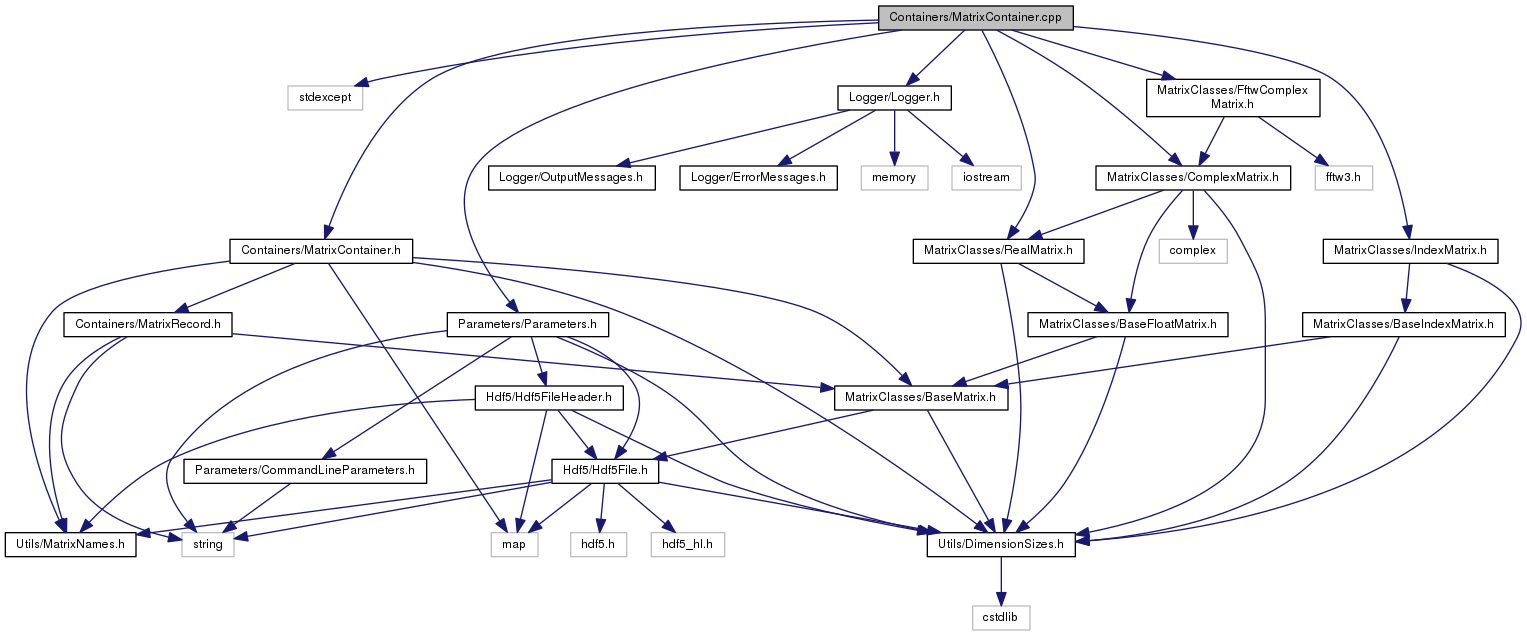 Containers/MatrixContainer.cpp
stdexcept
Logger/Logger.h
MatrixClasses/FftwComplex
Matrix.h
Logger/OutputMessages.h
Logger/ErrorMessages.h
memory
iostream
MatrixClasses/ComplexMatrix.h
fftw3.h
Containers/MatrixContainer.h
MatrixClasses/RealMatrix.h
complex
MatrixClasses/IndexMatrix.h
Containers/MatrixRecord.h
Parameters/Parameters.h
MatrixClasses/BaseFloatMatrix.h
MatrixClasses/BaseIndexMatrix.h
Hdf5/Hdf5FileHeader.h
MatrixClasses/BaseMatrix.h
Parameters/CommandLineParameters.h
Hdf5/Hdf5File.h
Utils/MatrixNames.h
string
map
hdf5.h
hdf5_hl.h
Utils/DimensionSizes.h
cstdlib